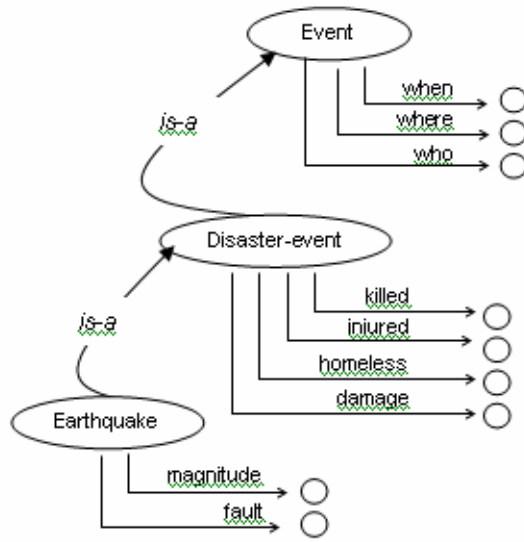 Event
when
where
who
is-a
Disaster-event
killed
injured
homeless
damage
is-a
Earthquake
magnitude
fault